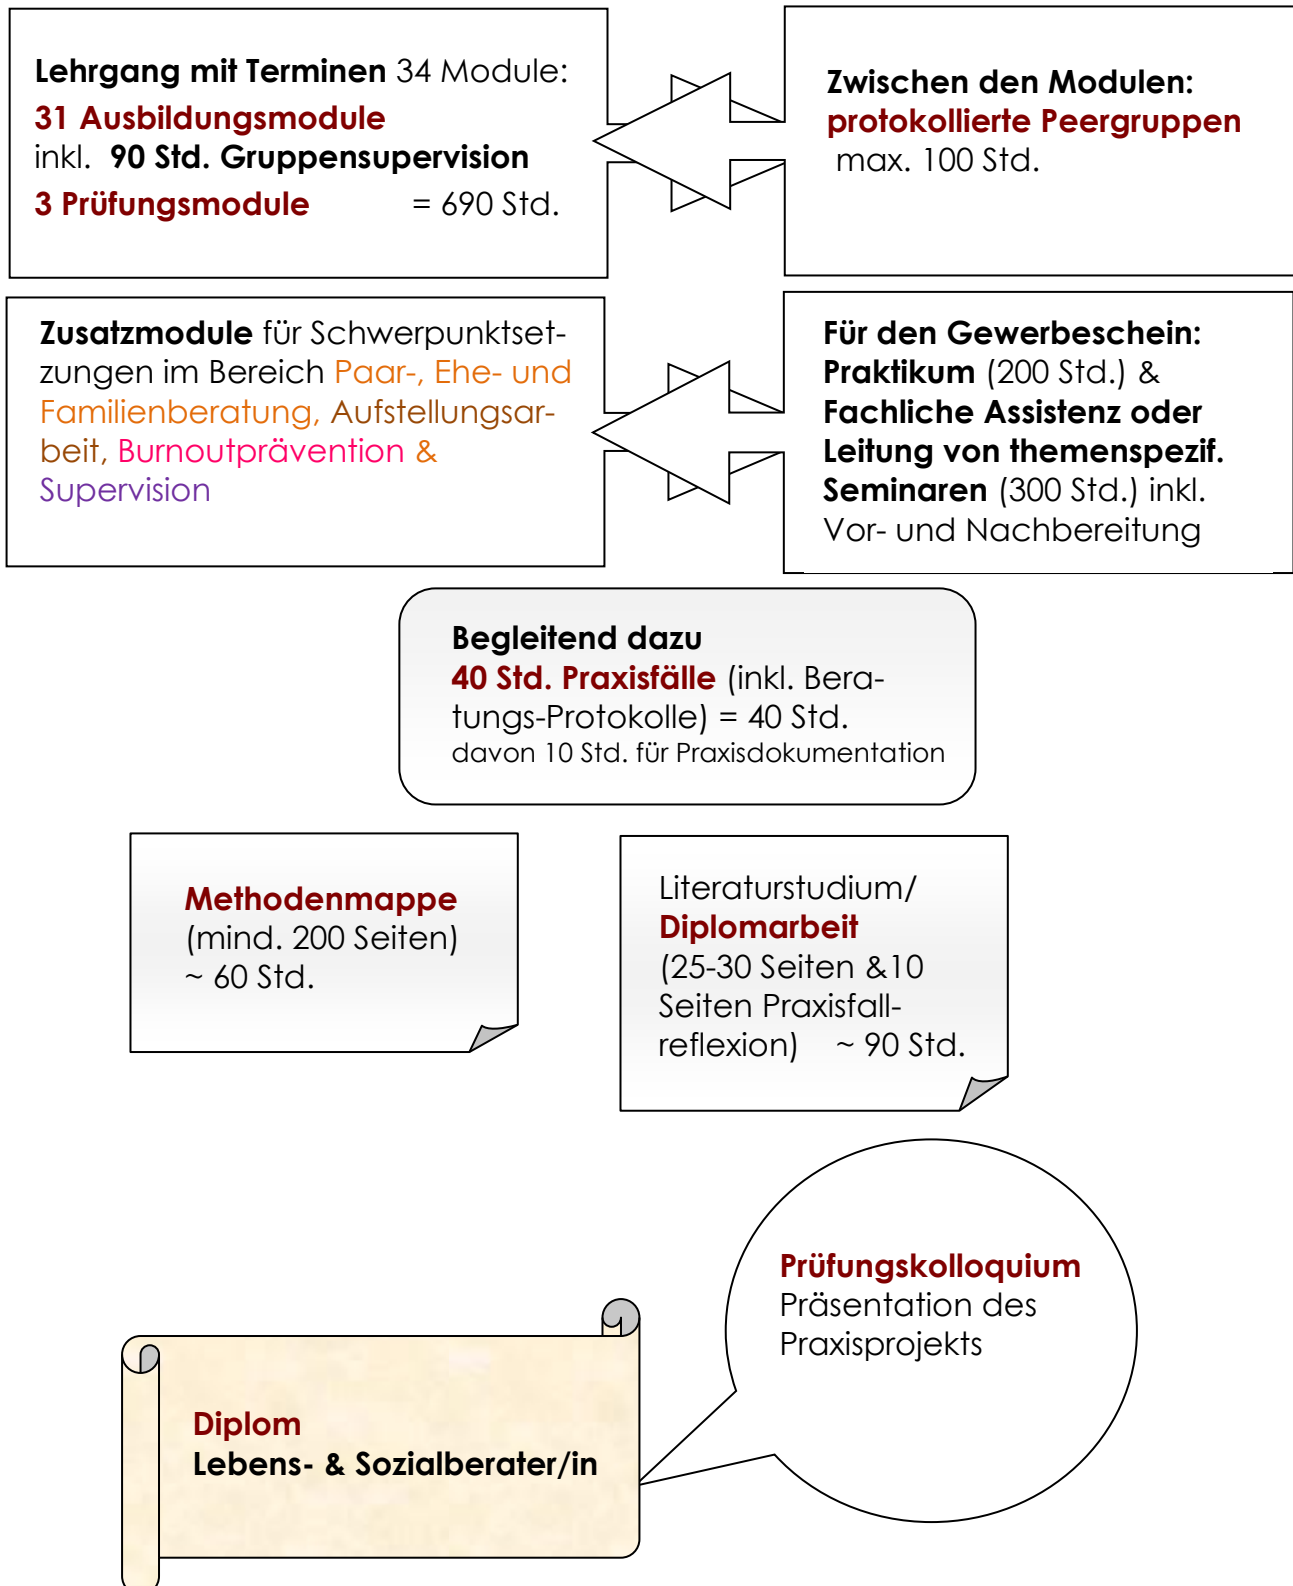 Lehrgang mit Terminen 34 Module:
31 Ausbildungsmodule
inkl. 90 Std. Gruppensupervision
3 Prüfungsmodule = 690 Std.
Zwischen den Modulen:
protokollierte Peergruppen
max. 100 Std.
Zusatzmodule für Schwerpunktset-
zungen im Bereich Paar-, Ehe- und
Familienberatung, Aufstellungsar-
beit, Burnoutprävention &
Supervision
Für den Gewerbeschein:
Praktikum (200 Std.) &
Fachliche Assistenz oder
Leitung von themenspezif.
Seminaren (300 Std.) inkl.
Vor- und Nachbereitung
Begleitend dazu
40 Std. Praxisfälle (inkl. Bera-
tungs-Protokolle) = 40 Std.
davon 10 Std. für Praxisdokumentation
Methodenmappe
(mind. 200 Seiten)
~ 60 Std.
Literaturstudium/
Diplomarbeit
(25-30 Seiten &10
Seiten Praxisfall-
reflexion) ~ 90 Std.
Prüfungskolloquium
Präsentation des
Praxisprojekts
Diplom
Lebens- & Sozialberater/in